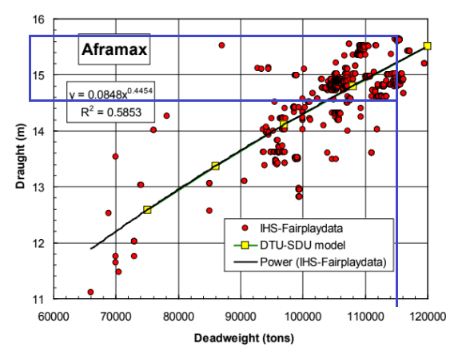 16
Aframax
15
y = 0.0848x^0.4454
R² = 0.5853
14
Draught (m)
13
12
IHS-Fairplaydata
DTU-SDU model
Power (IHS-Fairplaydata)
11
60000 70000 80000 90000 100000 110000 120000
Deadweight (tons)